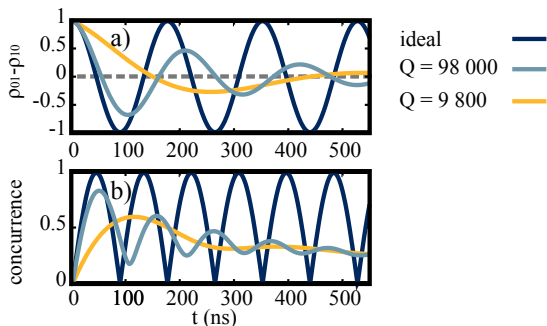 a)
ρ01-ρ10
1
0.5
0
-0.5
-1
0 100 200 300 400 500
ideal
Q = 98 000
Q = 9 800
b)
concurrence
1
0.5
0
0 100 200 300 400 500
t (ns)